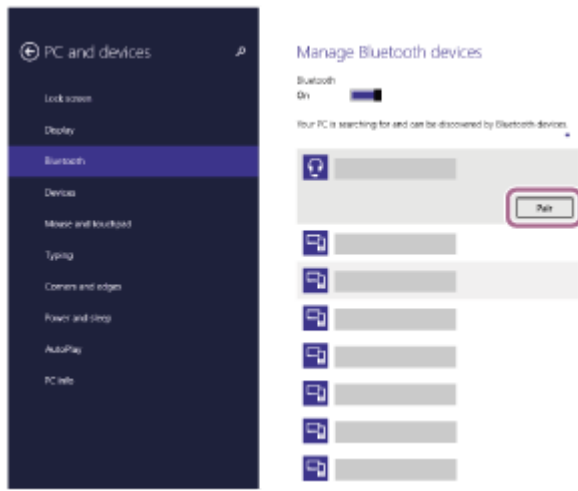 PC and devices
Lock screen
Display
Bluetooth
Devices
Mouse and touchpad
Typing
Corners and edges
Power and sleep
AutoPlay
PC info
Manage Bluetooth devices
Bluetooth
On
Your PC is searching for and can be discovered by Bluetooth devices.
Pair